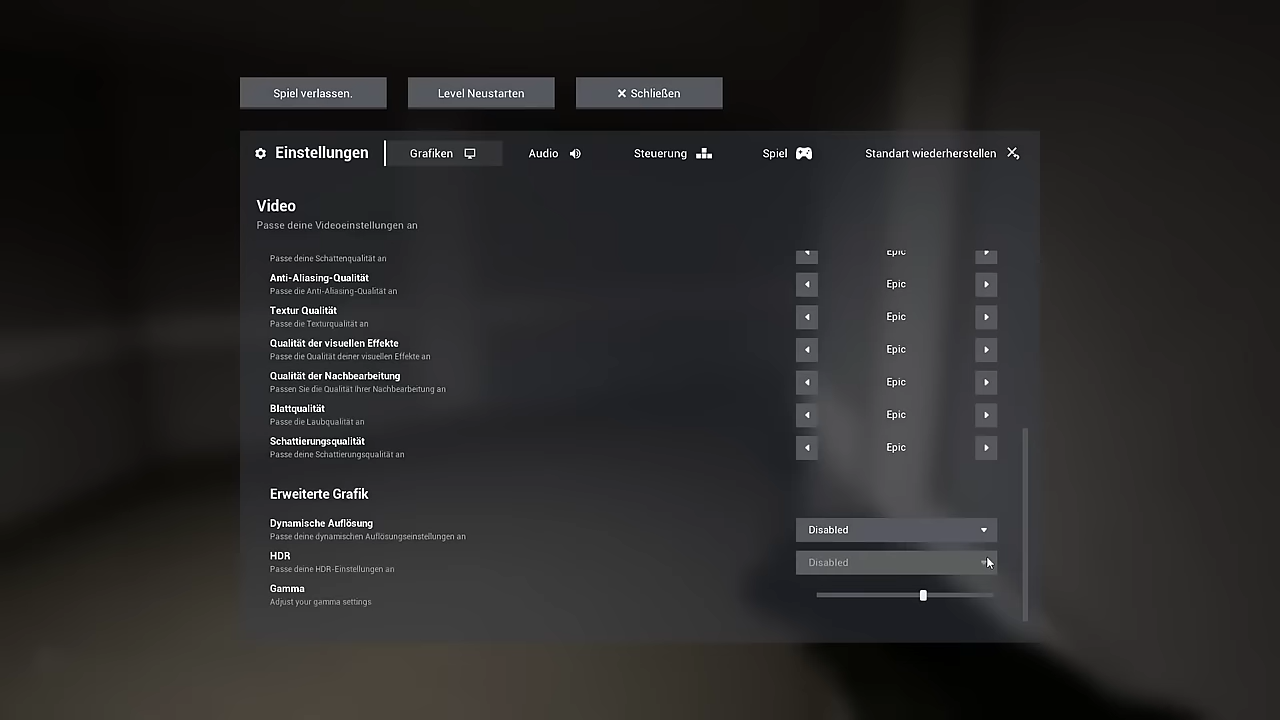 Spiel verlassen.
Level Neustarten
Schließen
Einstellungen
Grafiken
Audio
Steuerung
Spiel
Standart wiederherstellen
Video
Passe deine Videoeinstellungen an
Passe deine Schattenqualität an
Epic
Anti-Aliasing-Qualität
Epic
Passe die Anti-Aliasing-Qualität an
Textur Qualität
Epic
Passe die Texturqualität an
Qualität der visuellen Effekte
Epic
Passe die Qualität deiner visuellen Effekte an
Qualität der Nachbearbeitung
Epic
Passen Sie die Qualität Ihrer Nachbearbeitung an
Blattqualität
Epic
Passe die Laubqualität an
Schattierungsqualität
Epic
Passe deine Schattierungsqualität an
Erweiterte Grafik
Dynamische Auflösung
Disabled
Passe deine dynamischen Auflösungseinstellungen an
HDR
Disabled
Passe deine HDR-Einstellungen an
Gamma
Adjust your gamma settings